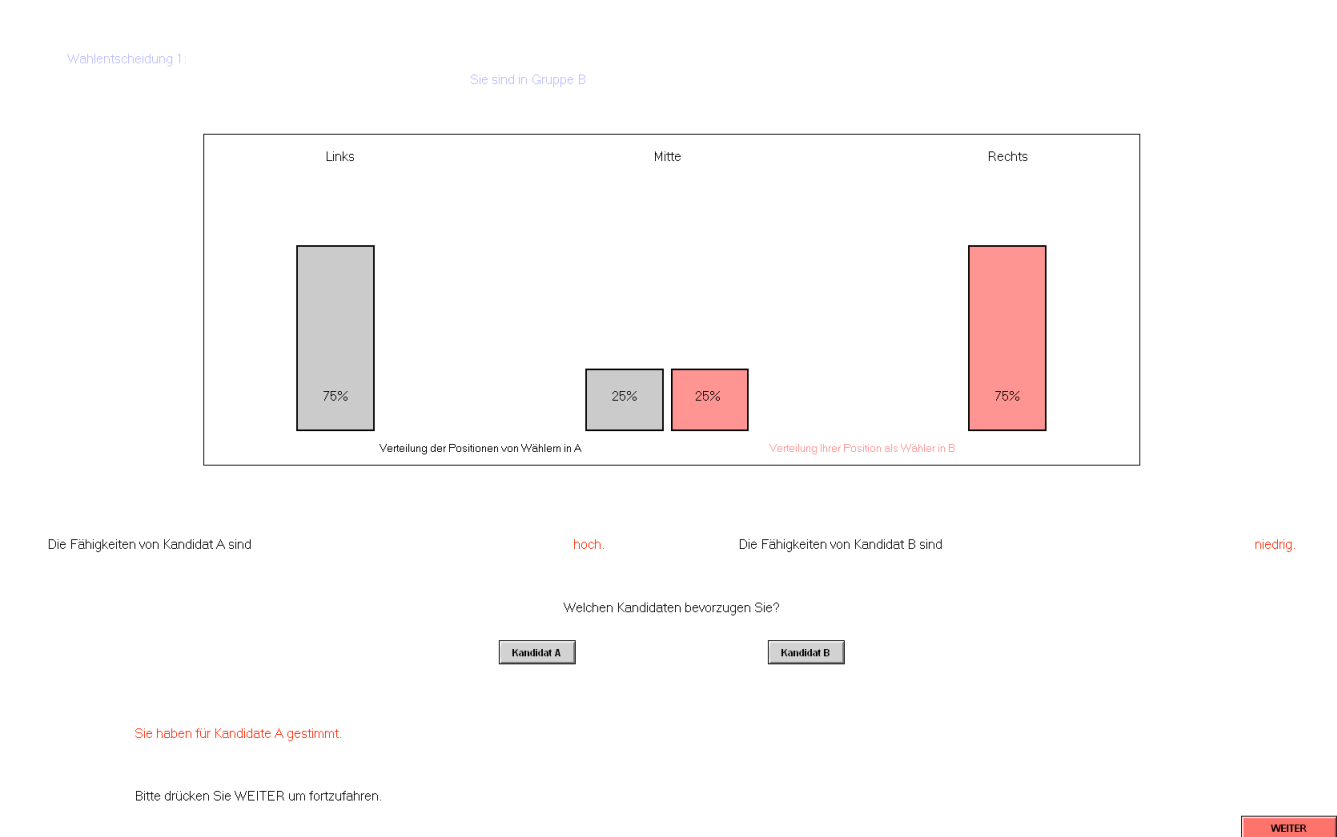 Wahlentscheidung 1:
Sie sind in Gruppe B
Links Mitte Rechts
75% 25% 25% 75%
Verteilung der Positionen von Wählern in A Verteilung Ihrer Position als Wähler in B
Die Fähigkeiten von Kandidat A sind hoch. Die Fähigkeiten von Kandidat B sind niedrig.
Welchen Kandidaten bevorzugen Sie?
Kandidat A Kandidat B
Sie haben für Kandidate A gestimmt.
Bitte drücken Sie WEITER um fortzufahren.
WEITER